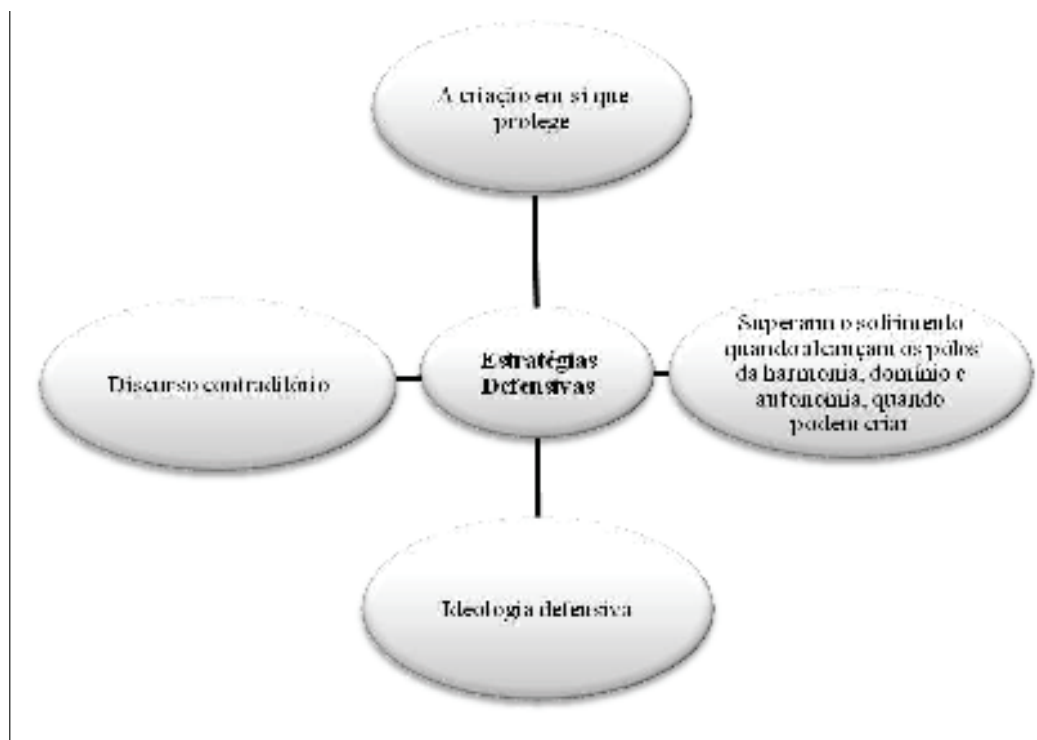 A criação em si que
protege
Estratégias
Defensivas
Superam o sofrimento
quando alcançam os pólos
da harmonia, domínio e
autonomia, quando
podem criar
Discurso contraditório
Ideologia defensiva